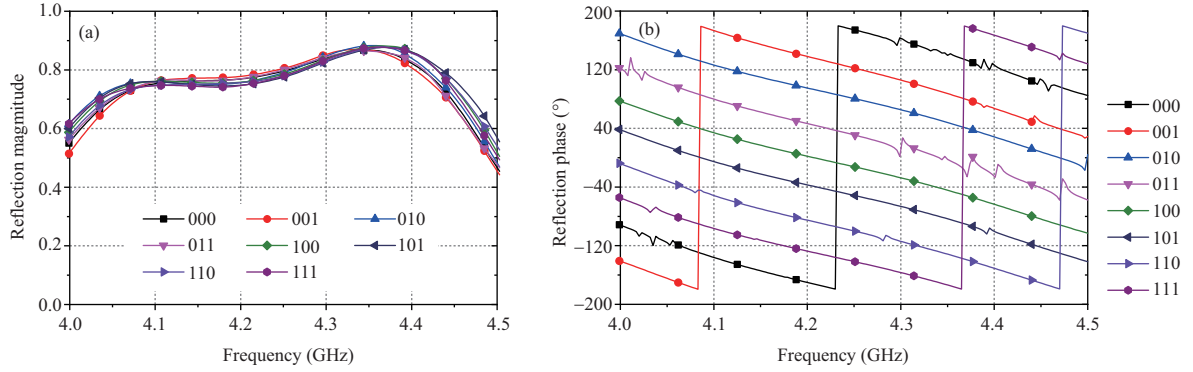 (a)
1.0
0.8
0.6
0.4
0.2
0.0
Reflection magnitude
000 001 010
011 100 101
110 111
4.0 4.1 4.2 4.3 4.4 4.5
Frequency (GHz)
(b)
200
120
40
−40
−120
−200
Reflection phase (°)
4.0 4.1 4.2 4.3 4.4 4.5
Frequency (GHz)
000
001
010
011
100
101
110
111